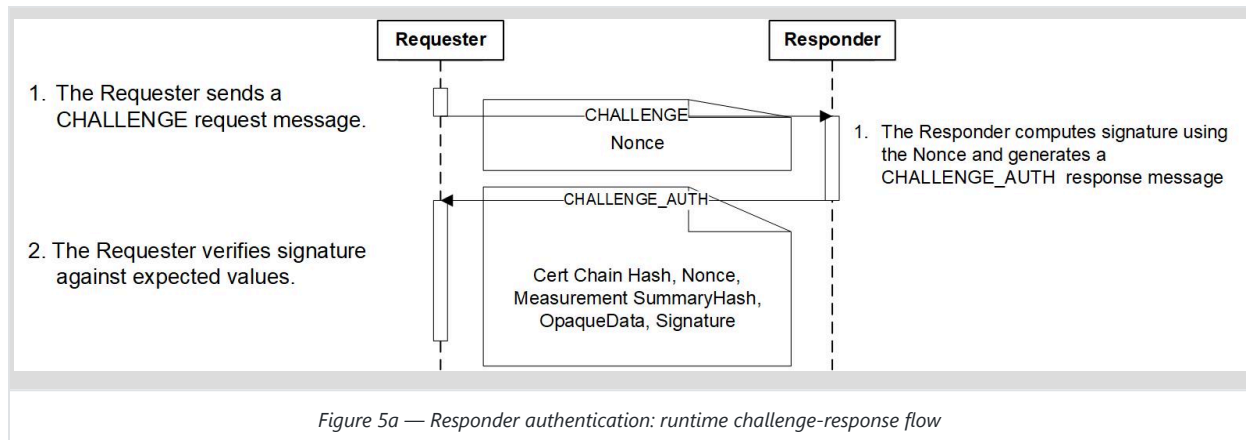 Requester
Responder
1. The Requester sends a
CHALLENGE request message.
CHALLENGE
Nonce
1. The Responder computes signature using
the Nonce and generates a
CHALLENGE_AUTH response message
CHALLENGE_AUTH
2. The Requester verifies signature
against expected values.
Cert Chain Hash, Nonce,
Measurement SummaryHash,
OpaqueData, Signature
Figure 5a — Responder authentication: runtime challenge-response flow